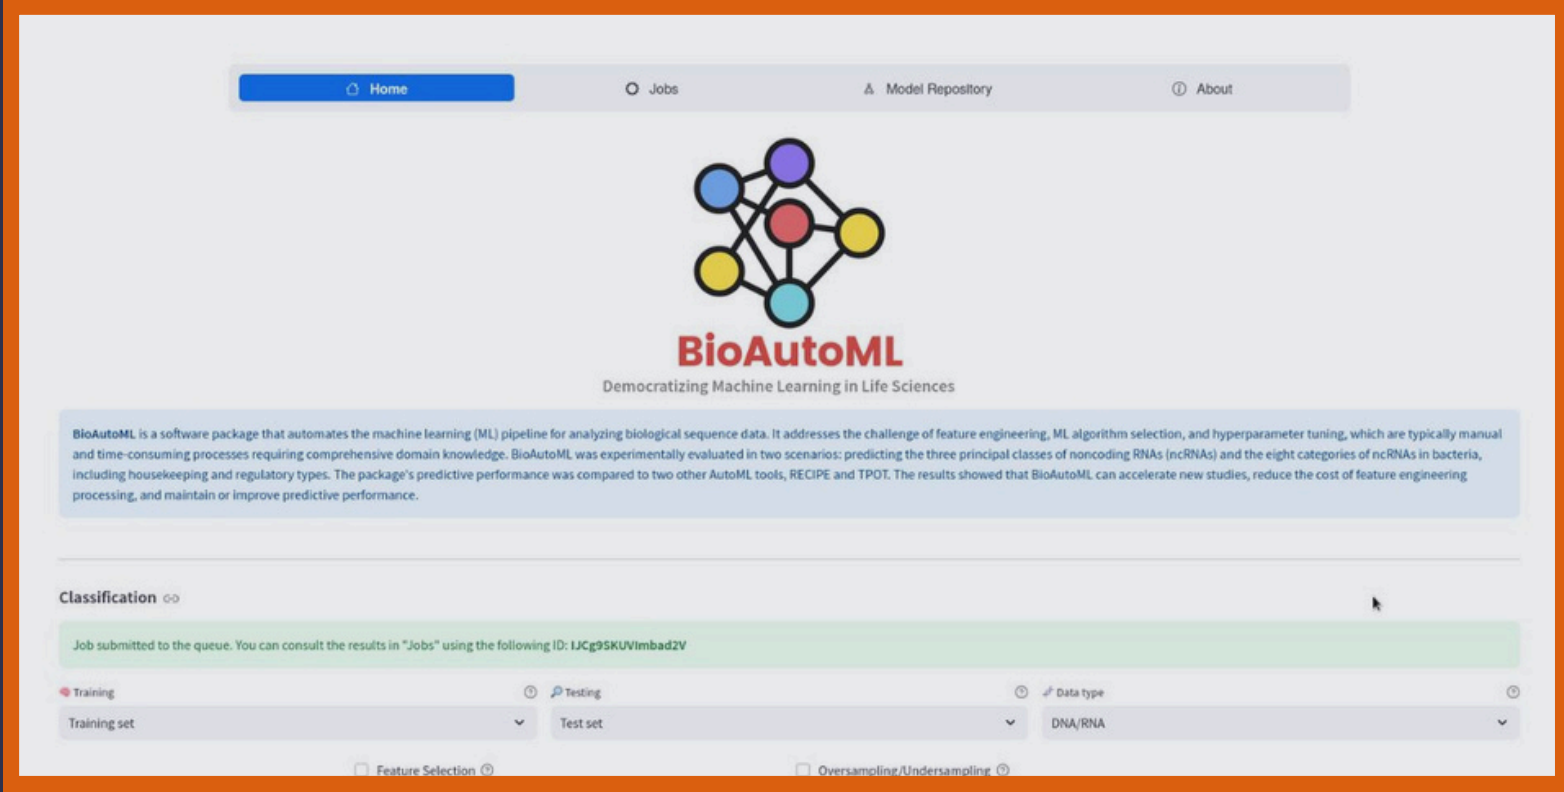 Home
Jobs
Model Repository
About
BioAutoML
Democratizing Machine Learning in Life Sciences
BioAutoML is a software package that automates the machine learning (ML) pipeline for analyzing biological sequence data. It addresses the challenge of feature engineering, ML algorithm selection, and hyperparameter tuning, which are typically manual
and time-consuming processes requiring comprehensive domain knowledge. BioAutoML was experimentally evaluated in two scenarios: predicting the three principal classes of noncoding RNAs (ncRNAs) and the eight categories of ncRNAs in bacteria,
including housekeeping and regulatory types. The package's predictive performance was compared to two other AutoML tools, RECIPE and TPOT. The results showed that BioAutoML can accelerate new studies, reduce the cost of feature engineering
processing, and maintain or improve predictive performance.
Classification
Job submitted to the queue. You can consult the results in "Jobs" using the following ID:
Training
Testing
Data type
Training set
Test set
DNA/RNA
Feature Selection
Oversampling/Undersampling